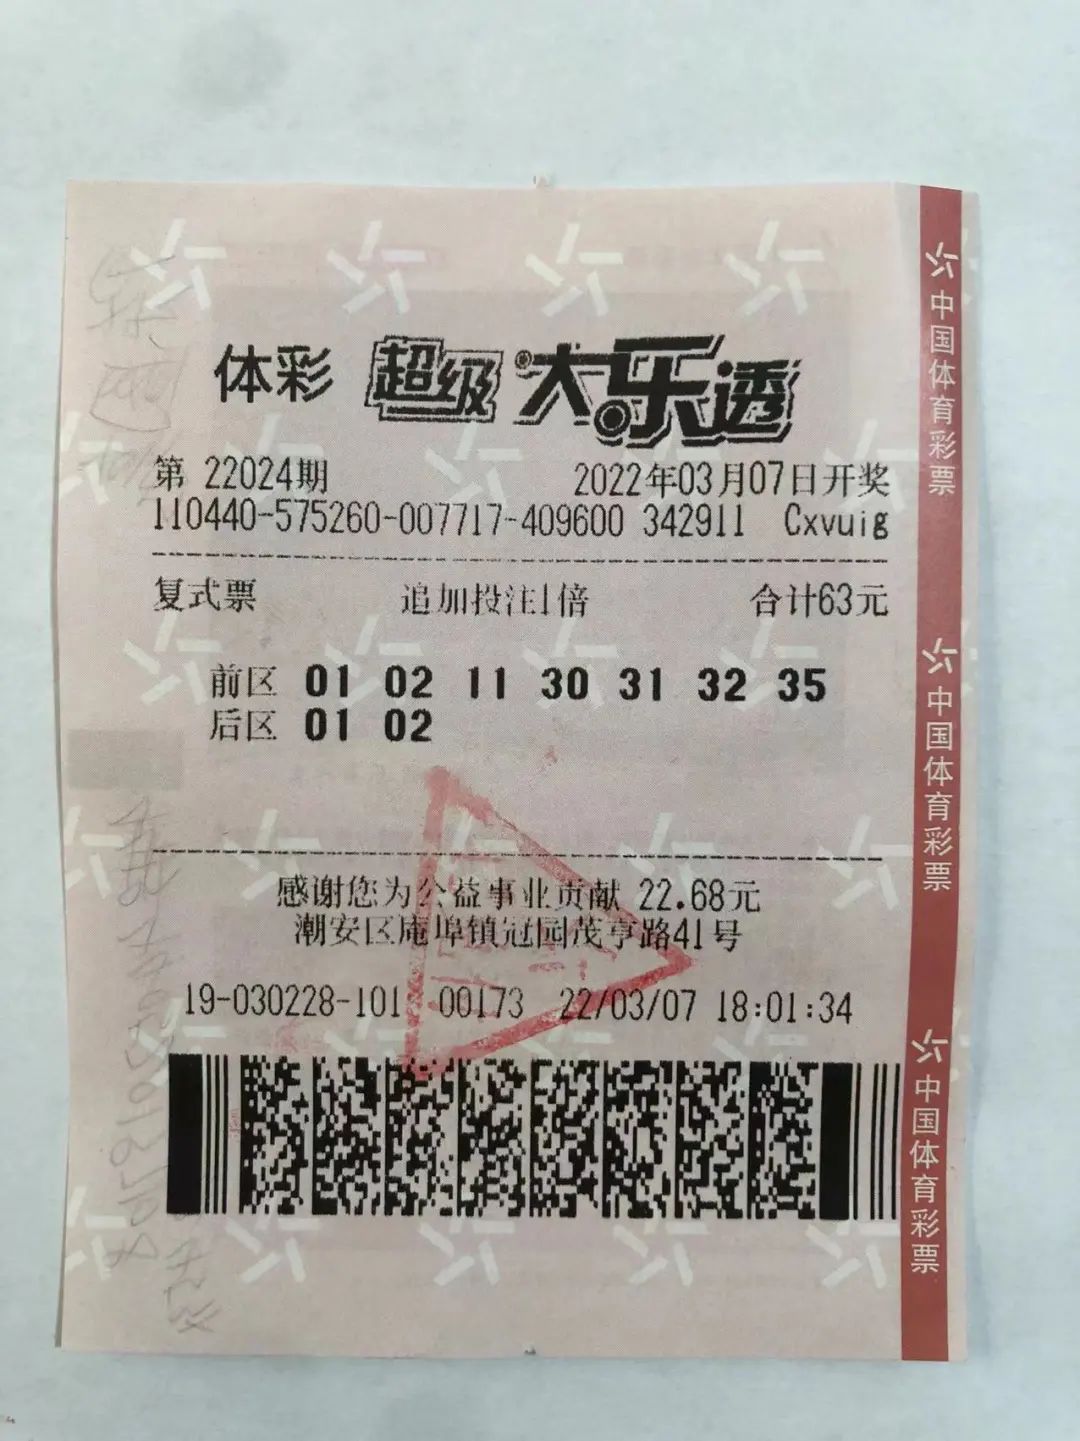 体彩 超级大乐透
第 22024期 2022年03月07日开奖
110440-575260-007717-409600 342911 Cxvuig
复式票 追加投注1倍 合计63元
前区 01 02 11 30 31 32 35
后区 01 02
感谢您为公益事业贡献 22.68元
潮安区庵埠镇冠园茂亨路41号
19-030228-101 00173 22/03/07 18:01:34
中国体育彩票
中国体育彩票
中国体育彩票